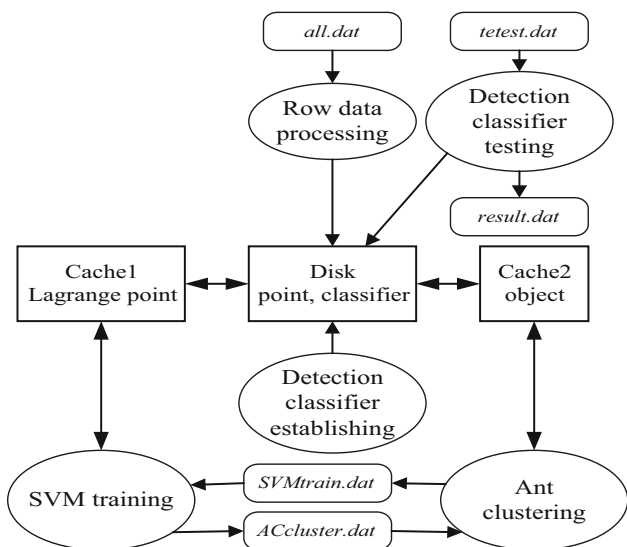 all.dat
tetest.dat
Row data
processing
Detection
classifier
testing
result.dat
Cache1
Lagrange point
Disk
point, classifier
Cache2
object
Detection
classifier
establishing
SVM training
SVMtrain.dat
ACcluster.dat
Ant
clustering